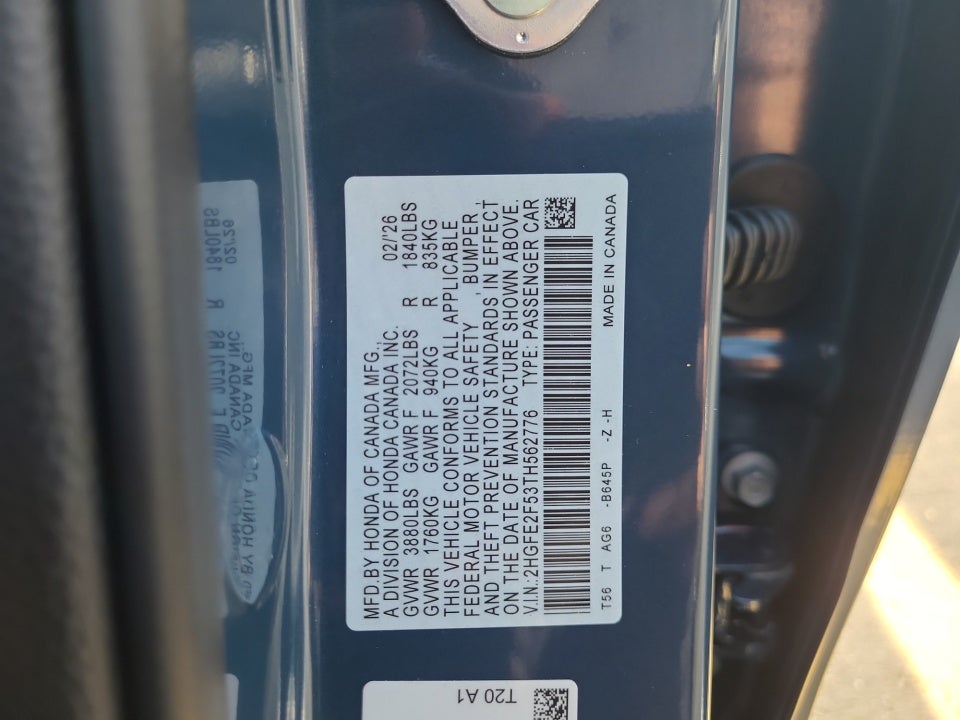 MFD.BY HONDA OF CANADA MFG.,
A DIVISION OF HONDA CANADA INC. 02/'26
GVWR 3880LBS GAWR F 2072LBS R 1840LBS
GVWR 1760KG GAWR F 940KG R 835KG
THIS VEHICLE CONFORMS TO ALL APPLICABLE
FEDERAL MOTOR VEHICLE SAFETY , BUMPER ,
AND THEFT PREVENTION STANDARDS IN EFFECT
ON THE DATE OF MANUFACTURE SHOWN ABOVE.
V.I.N.:2HGFE2F53TH562776 TYPE: PASSENGER CAR
T56 T AG6 -B645P -Z -H MADE IN CANADA
T20 A1